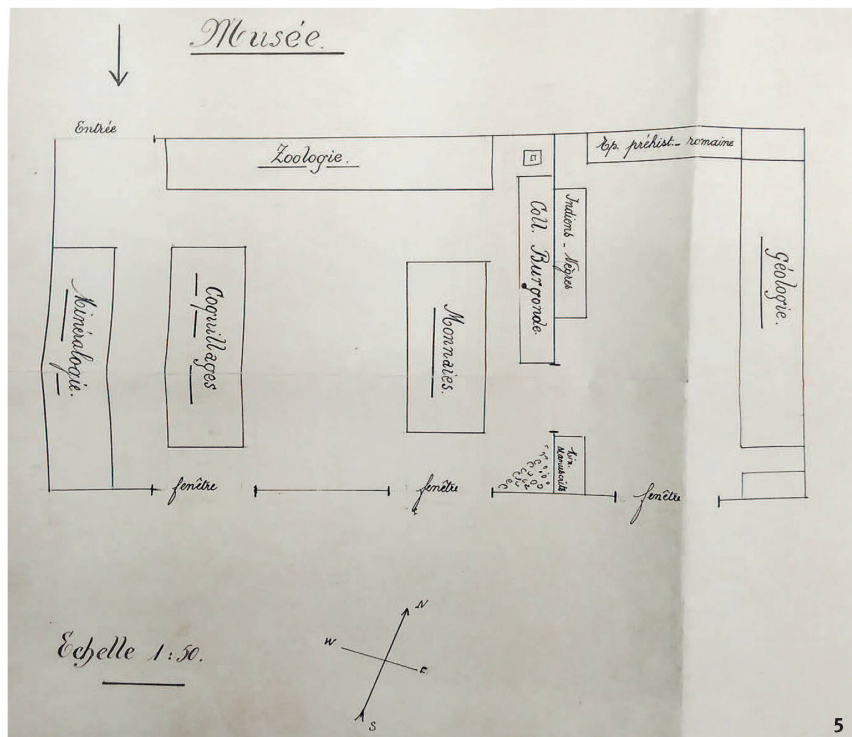 Musée.
Entrée
Zoologie.
Ep. préhist.-romaine
Indiens-Nègres
Coll. Burgonde.
Géologie.
Minéralogie.
Coquillages
Monnaies.
Manuscrits
fenêtre
fenêtre
fenêtre
Echelle 1:50.
N
W
E
S
5